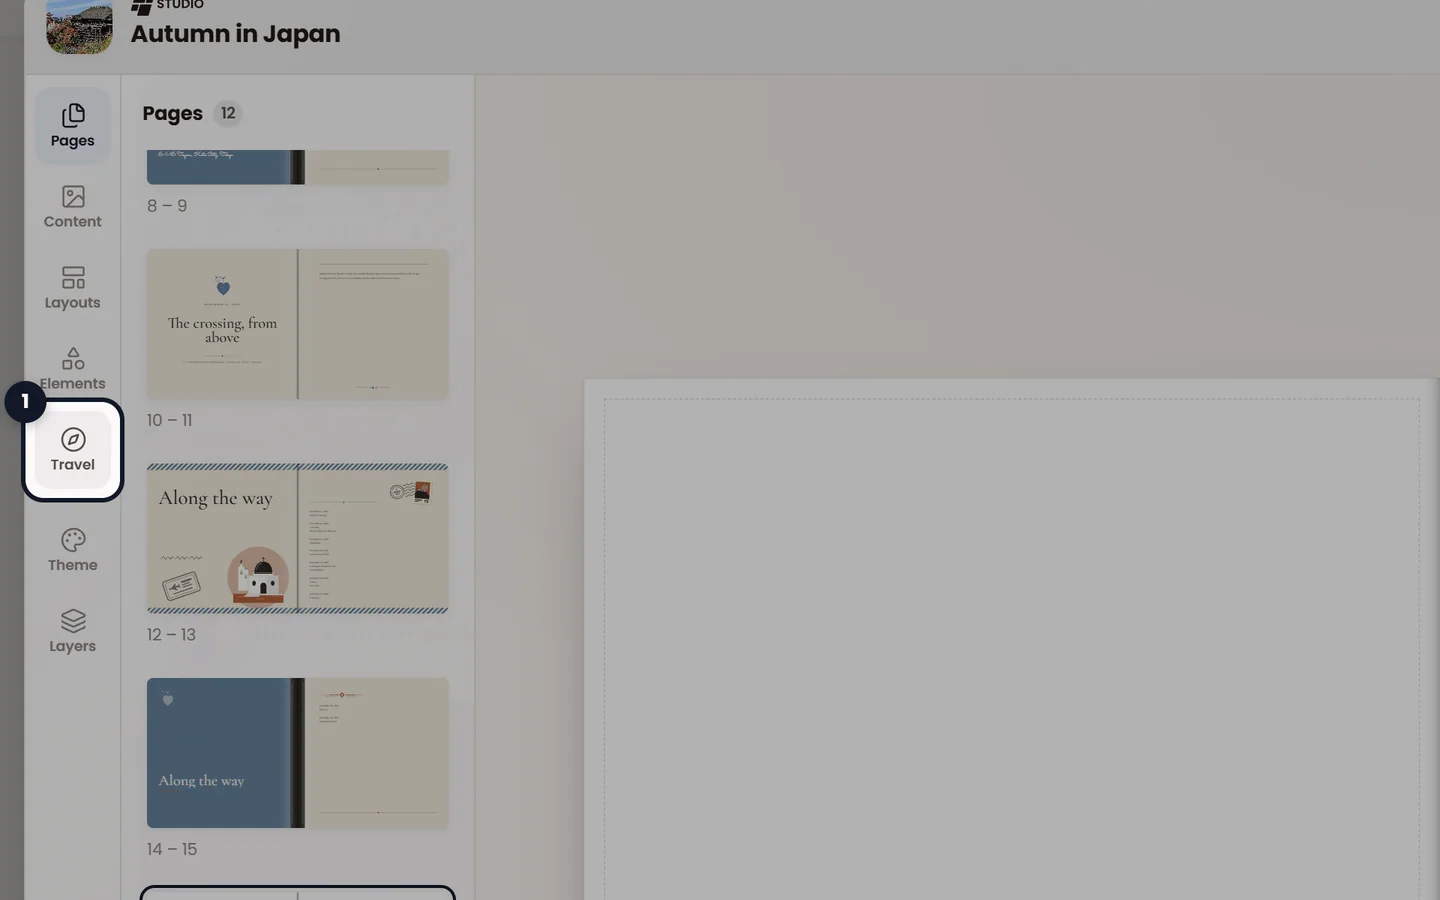 STUDIO
Autumn in Japan
Pages
Content
Layouts
Elements
1
Travel
Theme
Layers
Pages 12
8 – 9
The crossing, from
above
10 – 11
Along the way
12 – 13
Along the way
14 – 15